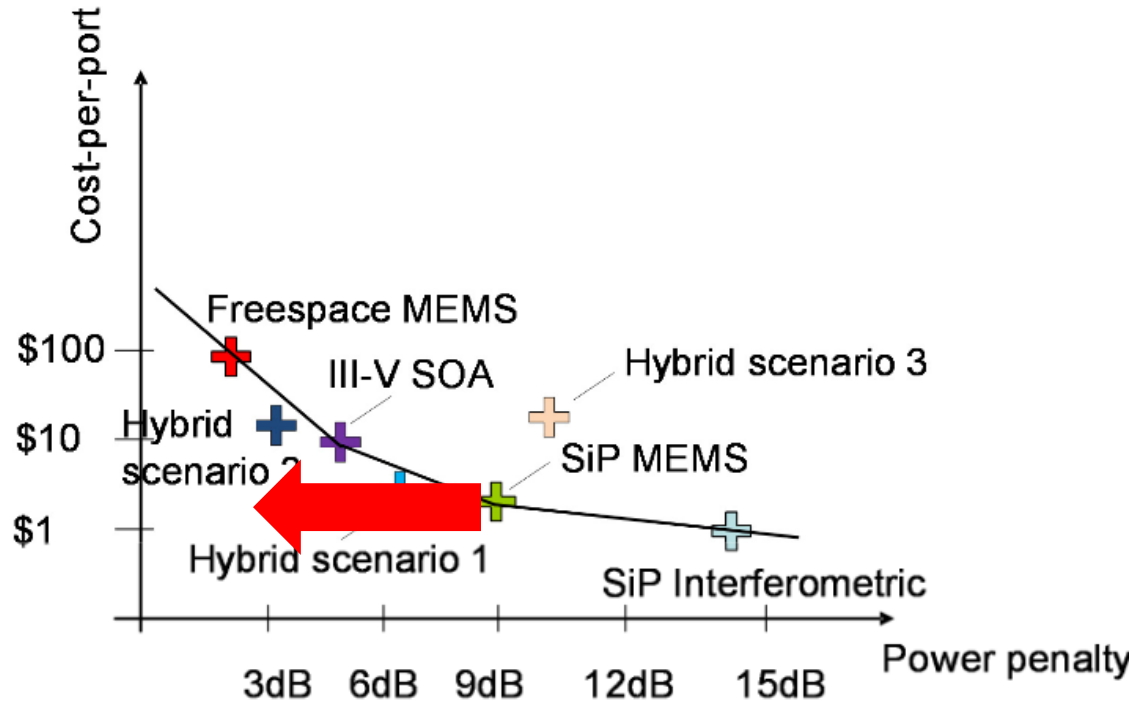 Cost-per-port
Freespace MEMS
$100
III-V SOA
Hybrid scenario 3
Hybrid
scenario
$10
SiP MEMS
$1
Hybrid scenario 1
SiP Interferometric
Power penalty
3dB 6dB 9dB 12dB 15dB